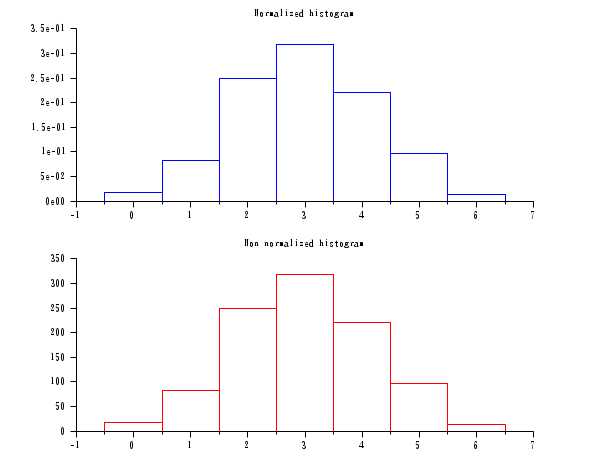 Normalized histogram
3.5e-01
3e-01
2.5e-01
2e-01
1.5e-01
1e-01
5e-02
0e00
-1 0 1 2 3 4 5 6 7
Non normalized histogram
350
300
250
200
150
100
50
0
-1 0 1 2 3 4 5 6 7